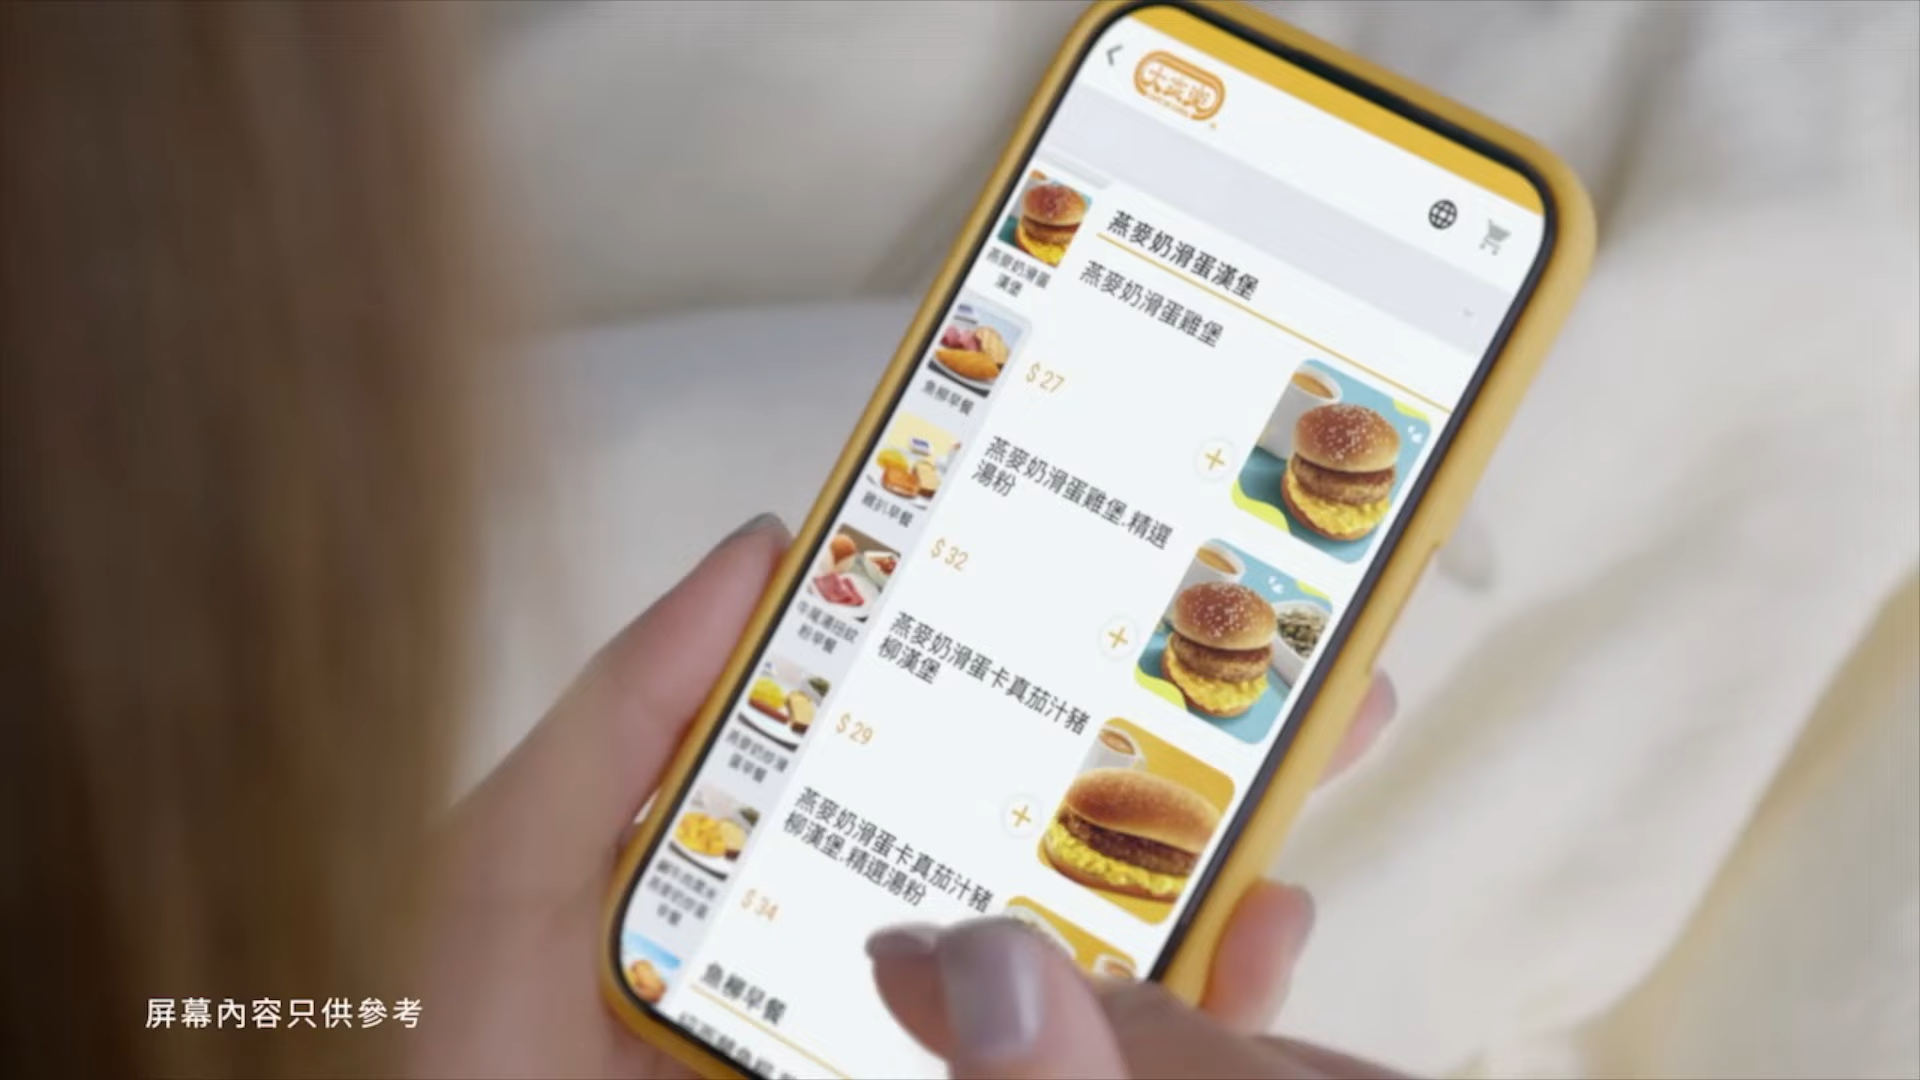 大家樂
燕麥奶滑蛋
漢堡
魚柳早餐
雞扒早餐
燕麥奶滑蛋漢堡
燕麥奶滑蛋雞堡
$ 27
燕麥奶滑蛋雞堡.精選
湯粉
$ 32
燕麥奶滑蛋卡真茄汁豬
柳漢堡
$ 29
燕麥奶滑蛋卡真茄汁豬
柳漢堡.精選湯粉
$ 34
魚柳早餐
屏幕內容只供參考